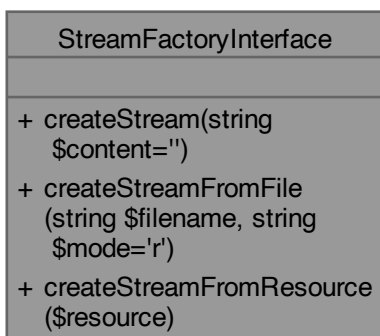 StreamFactoryInterface
+ createStream(string
$content='')
+ createStreamFromFile
(string $filename, string
$mode='r')
+ createStreamFromResource
($resource)